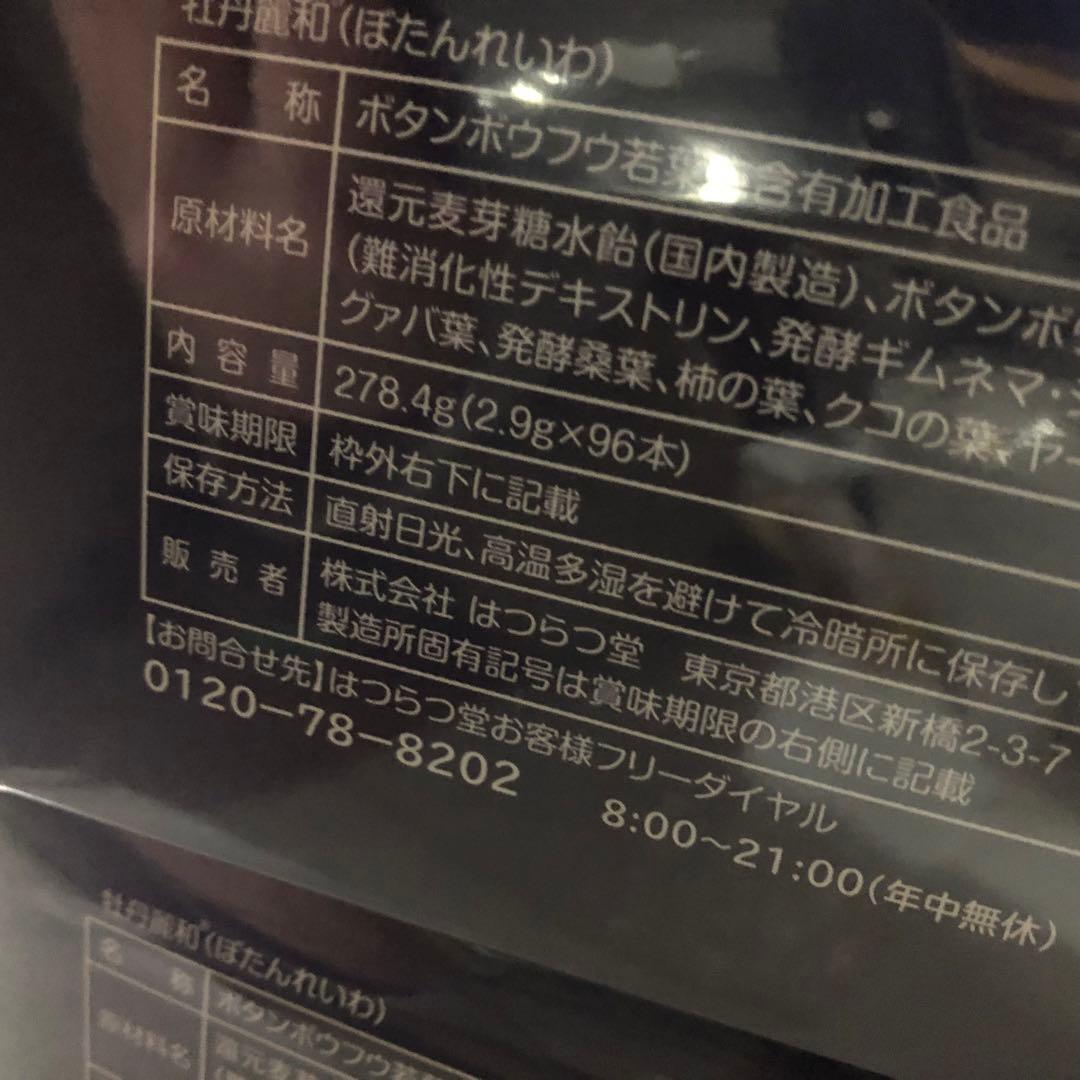 牡丹麗和(ぼたんれいわ)
名称 ボタンボウフウ若葉 含有加工食品
原材料名 還元麦芽糖水飴(国内製造)、ボタンボウ
(難消化性デキストリン、発酵ギムネマ・シ
グァバ葉、発酵桑葉、柿の葉、クコの葉、ヤー
内容量 278.4g(2.9g×96本)
賞味期限 枠外右下に記載
保存方法 直射日光、高温多湿を避けて冷暗所に保存し
販売者 株式会社 はつらつ堂 東京都港区新橋2-3-7
製造所固有記号は賞味期限の右側に記載
【お問合せ先】はつらつ堂お客様フリーダイヤル
0120-78-8202 8:00~21:00(年中無休)
牡丹麗和(ぼたんれいわ)
名称 ボタンボウフウ若
原材料名 還元麦芽